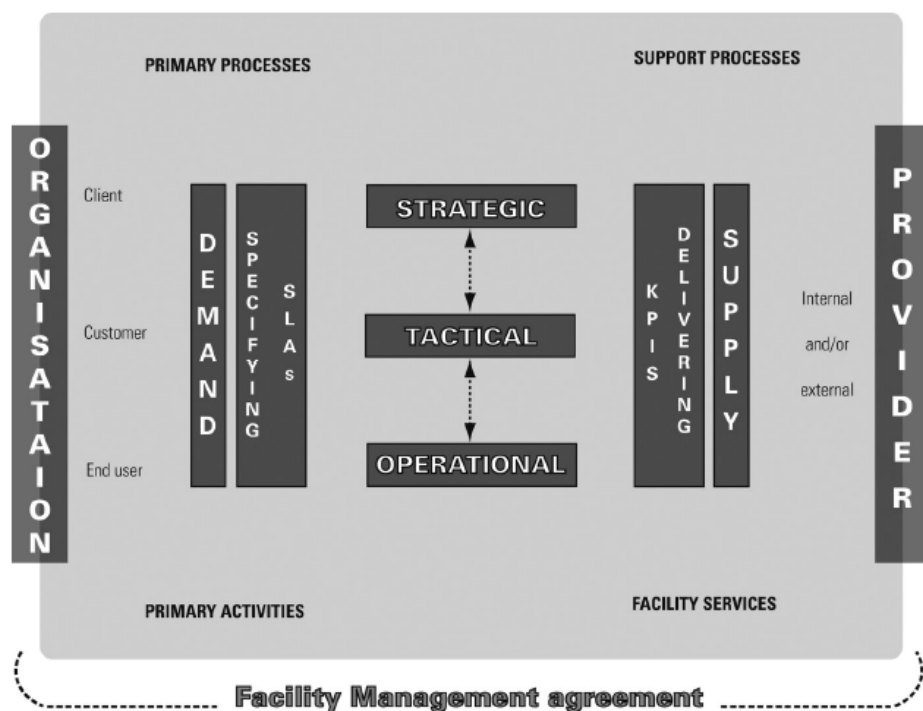 PRIMARY PROCESSES
SUPPORT PROCESSES
ORGANISATAION
Client
Customer
End user
DEMAND
SPECIFYING
SLAs
STRATEGIC
TACTICAL
OPERATIONAL
KPIS
DELIVERING
SUPPLY
Internal
and/or
external
PROVIDER
PRIMARY ACTIVITIES
FACILITY SERVICES
Facility Management agreement